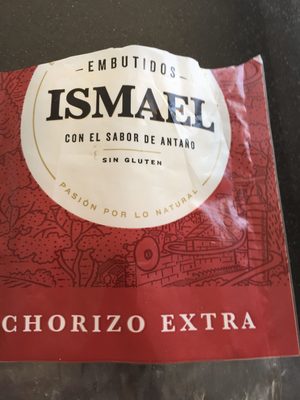 EMBUTIDOS
ISMAEL
CON EL SABOR DE ANTAÑO
SIN GLUTEN
PASIÓN POR LO NATURAL
CHORIZO EXTRA